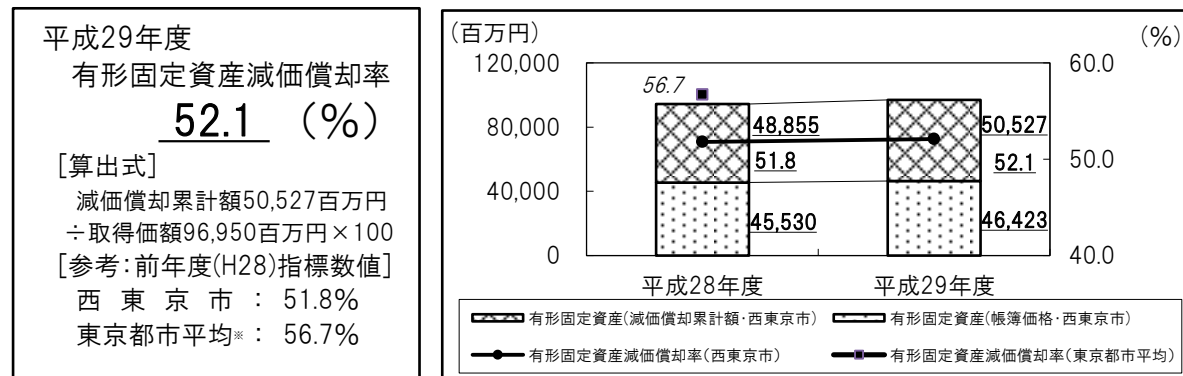 平成29年度
有形固定資産減価償却率
52.1 (%)
[算出式]
減価償却累計額50,527百万円
÷取得価額96,950百万円×100
[参考:前年度(H28)指標数値]
西 東 京 市 : 51.8%
東京都市平均※ : 56.7%
(百万円)
(%)
120,000
80,000
40,000
0
60.0
50.0
40.0
56.7
48,855
51.8
45,530
50,527
52.1
46,423
平成28年度
平成29年度
有形固定資産(減価償却累計額・西東京市)
有形固定資産(帳簿価格・西東京市)
有形固定資産減価償却率(西東京市)
有形固定資産減価償却率(東京都市平均)